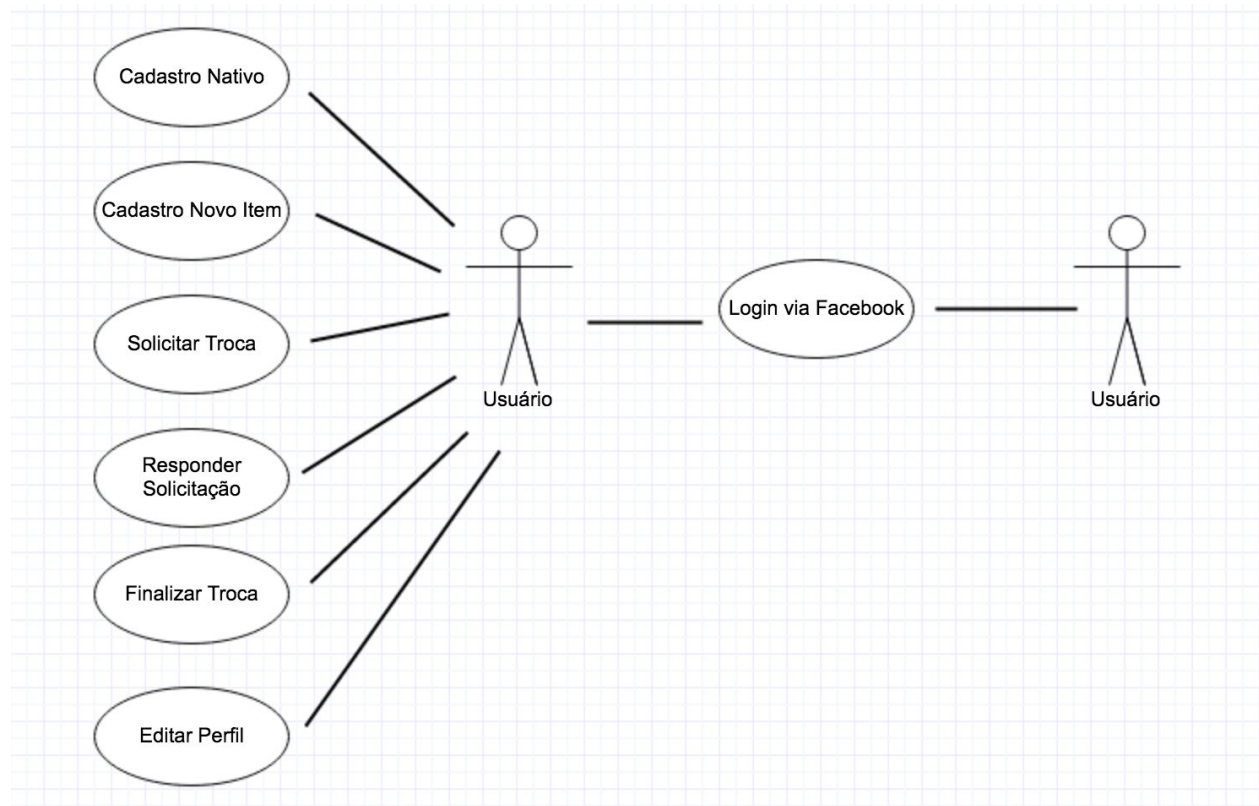 Cadastro Nativo
Cadastro Novo Item
Solicitar Troca
Responder
Solicitação
Finalizar Troca
Editar Perfil
Usuário
Login via Facebook
Usuário